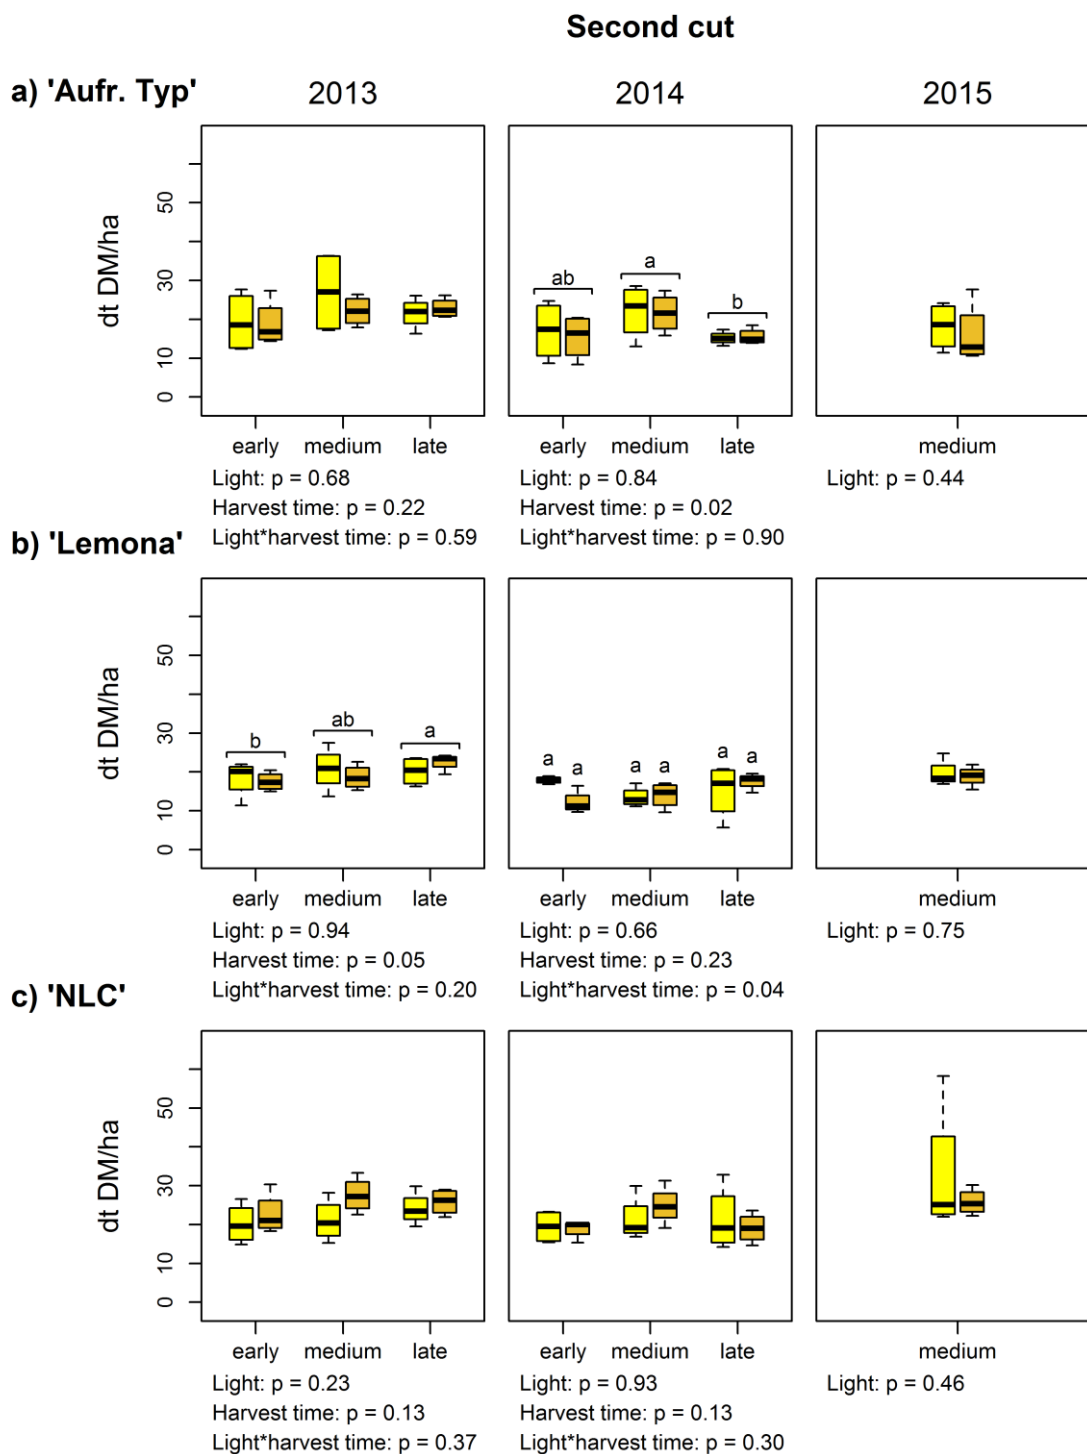 Second cut
a) 'Aufr. Typ' 2013 2014 2015
dt DM/ha
50
30
10
0
ab a b
early medium late early medium late medium
Light: p = 0.68 Light: p = 0.84 Light: p = 0.44
Harvest time: p = 0.22 Harvest time: p = 0.02
Light*harvest time: p = 0.59 Light*harvest time: p = 0.90
b) 'Lemona'
dt DM/ha
50
30
10
0
b ab a a a a a a a
early medium late early medium late medium
Light: p = 0.94 Light: p = 0.66 Light: p = 0.75
Harvest time: p = 0.05 Harvest time: p = 0.23
Light*harvest time: p = 0.20 Light*harvest time: p = 0.04
c) 'NLC'
dt DM/ha
50
30
10
0
early medium late early medium late medium
Light: p = 0.23 Light: p = 0.93 Light: p = 0.46
Harvest time: p = 0.13 Harvest time: p = 0.13
Light*harvest time: p = 0.37 Light*harvest time: p = 0.30